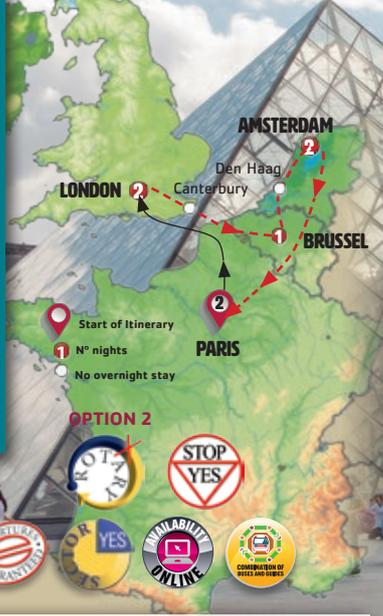 AMSTERDAM
2
Den Haag
LONDON 2 Canterbury
1 BRUSSEL
2
Start of Itinerary
PARIS
1 Nº nights
No overnight stay
OPTION 2
ROTARY
STOP
YES
SECTOR YES
AVAILABILITY
ONLINE
COMBINATION OF
BUSES AND GUIDES